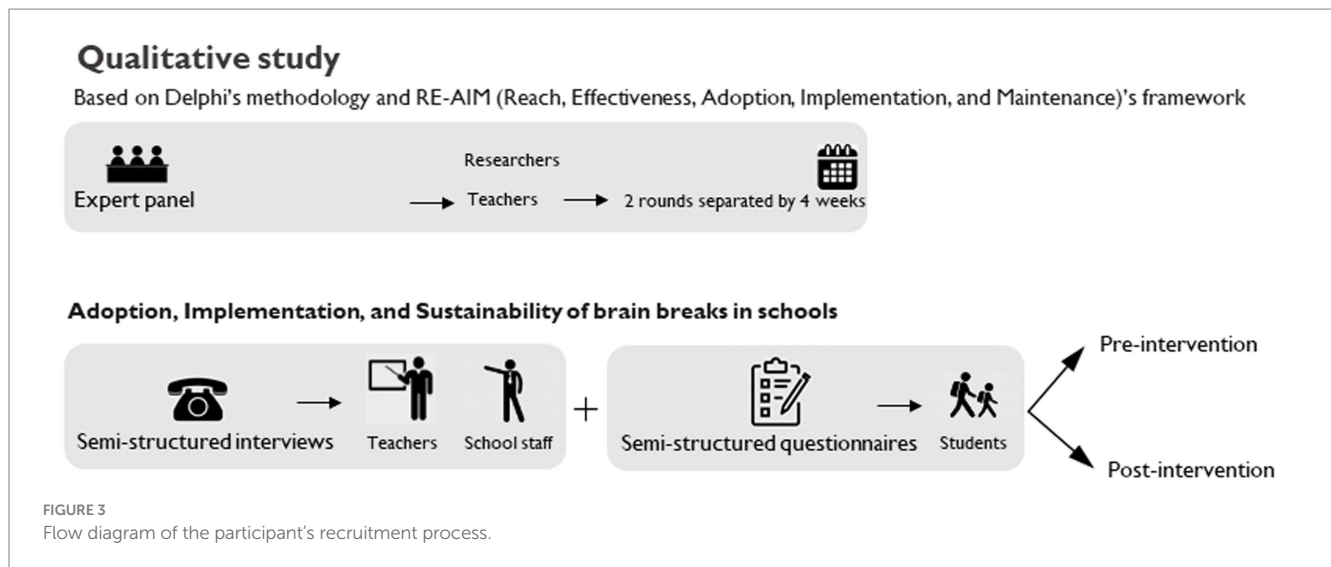 Qualitative study
Based on Delphi's methodology and RE-AIM (Reach, Effectiveness, Adoption, Implementation, and Maintenance)'s framework
Researchers
Expert panel
Teachers
2 rounds separated by 4 weeks
Adoption, Implementation, and Sustainability of brain breaks in schools
Pre-intervention
+
Semi-structured interviews
Teachers
School staff
Semi-structured questionnaires
Students
Post-intervention
FIGURE 3
Flow diagram of the participant's recruitment process.